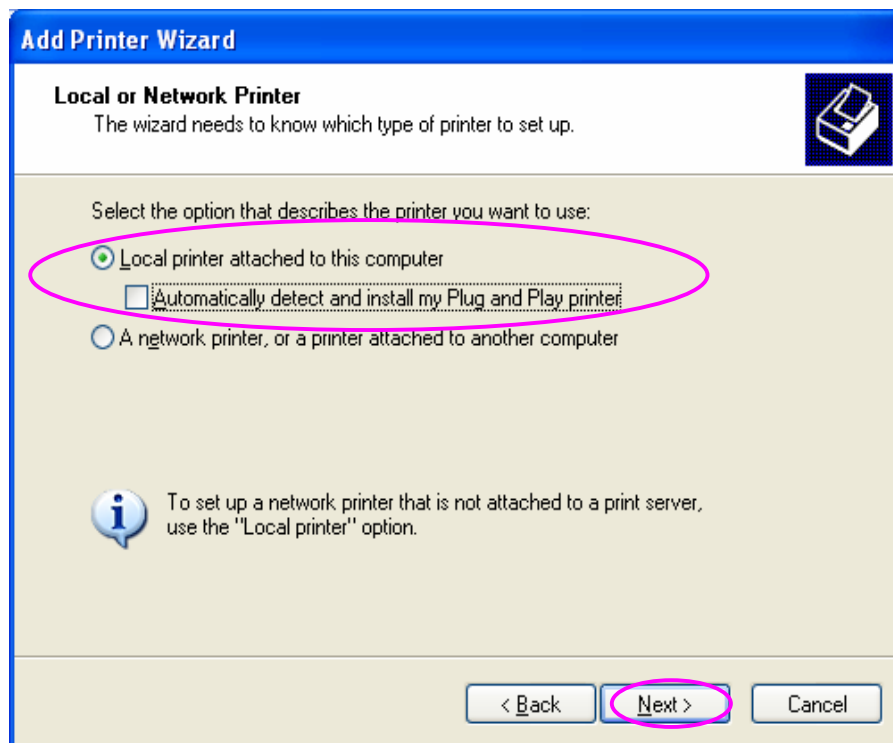 Add Printer Wizard
Local or Network Printer
The wizard needs to know which type of printer to set up.
Select the option that describes the printer you want to use:
Local printer attached to this computer
Automatically detect and install my Plug and Play printer
A network printer, or a printer attached to another computer
To set up a network printer that is not attached to a print server,
use the "Local printer" option.
< Back Next > Cancel